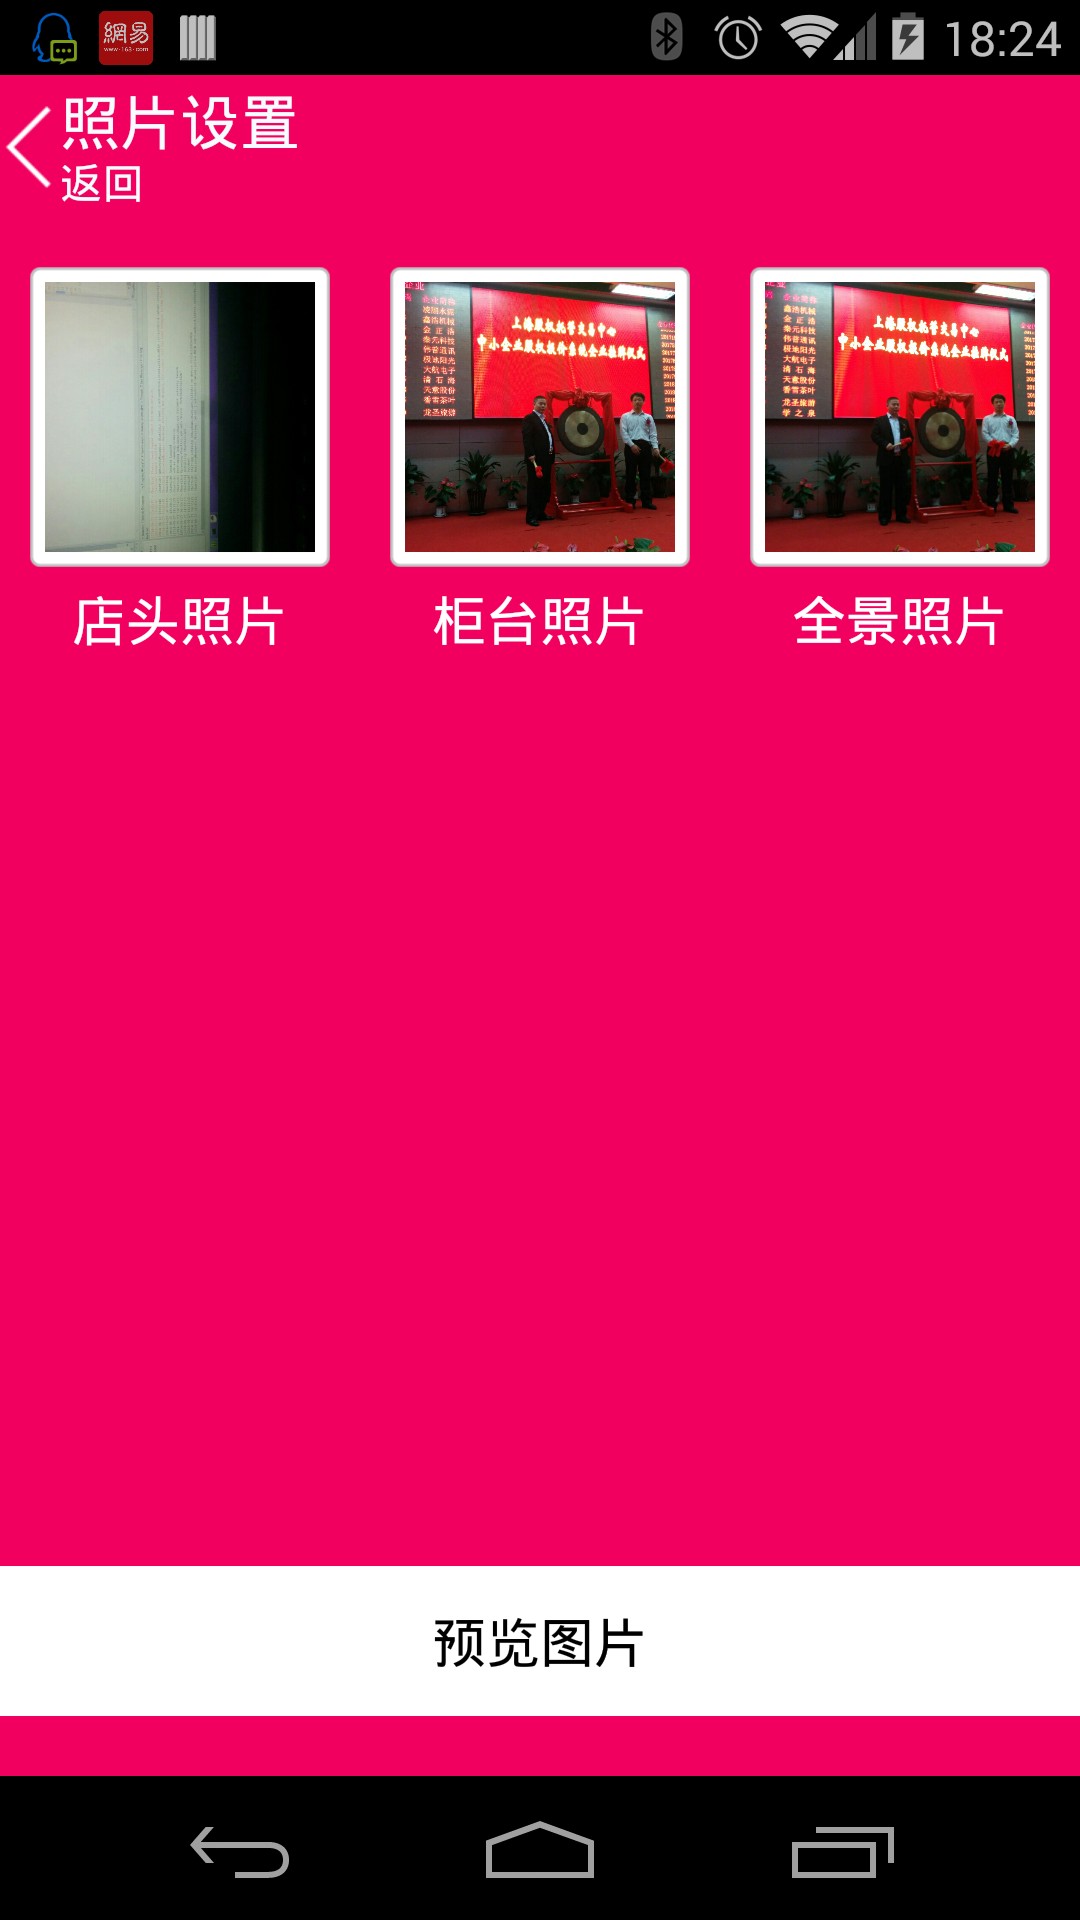 網易
www.163.com
18:24
照片设置
返回
上海股权托管交易中心
中小企业股权报价系统企业挂牌仪式
上海股权托管交易中心
中小企业股权报价系统企业挂牌仪式
店头照片
柜台照片
全景照片
预览图片